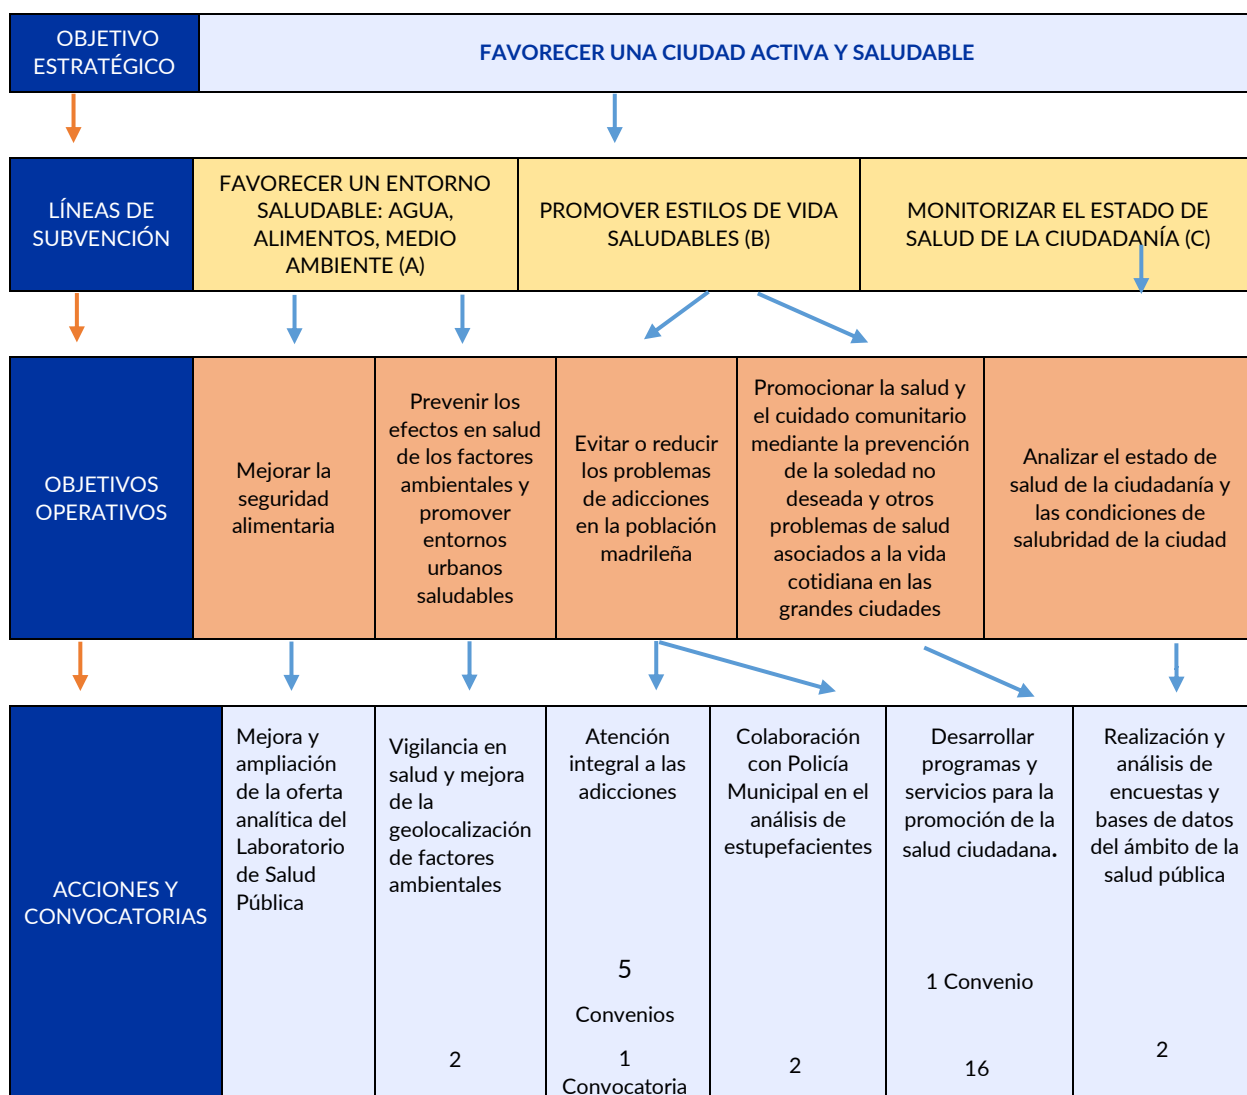 OBJETIVO
ESTRATÉGICO
FAVORECER UNA CIUDAD ACTIVA Y SALUDABLE
LÍNEAS DE
SUBVENCIÓN
FAVORECER UN ENTORNO
SALUDABLE: AGUA,
ALIMENTOS, MEDIO
AMBIENTE (A)
PROMOVER ESTILOS DE VIDA
SALUDABLES (B)
MONITORIZAR EL ESTADO DE
SALUD DE LA CIUDADANÍA (C)
OBJETIVOS
OPERATIVOS
Mejorar la
seguridad
alimentaria
Prevenir los
efectos en salud
de los factores
ambientales y
promover
entornos
urbanos
saludables
Evitar o reducir
los problemas
de adicciones
en la población
madrileña
Promocionar la salud y
el cuidado comunitario
mediante la prevención
de la soledad no
deseada y otros
problemas de salud
asociados a la vida
cotidiana en las
grandes ciudades
Analizar el estado de
salud de la ciudadanía y
las condiciones de
salubridad de la ciudad
ACCIONES Y
CONVOCATORIAS
Mejora y
ampliación
de la oferta
analítica del
Laboratorio
de Salud
Pública
Vigilancia en
salud y mejora
de la
geolocalización
de factores
ambientales
2
Atención
integral a las
adicciones
5
Convenios
1
Convocatoria
Colaboración
con Policía
Municipal en el
análisis de
estupefacientes
2
Desarrollar
programas y
servicios para la
promoción de la
salud ciudadana.
1 Convenio
16
Realización y
análisis de
encuestas y
bases de datos
del ámbito de la
salud pública
2